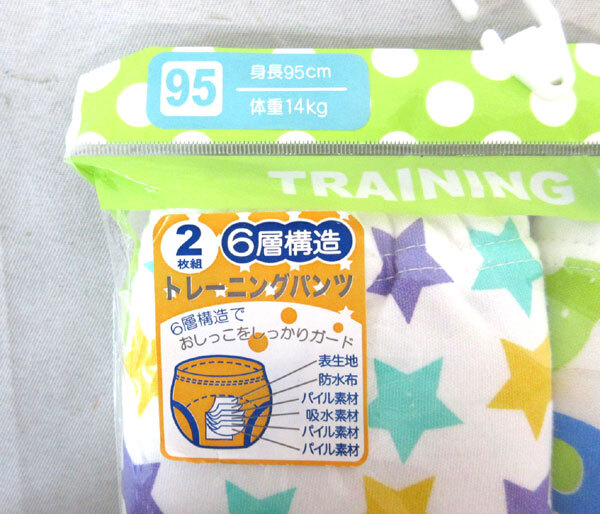 95
身長95cm
体重14kg
TRAINING
2
枚組
6層構造
トレーニングパンツ
6層構造で
おしっこをしっかりガード
表生地
防水布
パイル素材
吸水素材
パイル素材
パイル素材